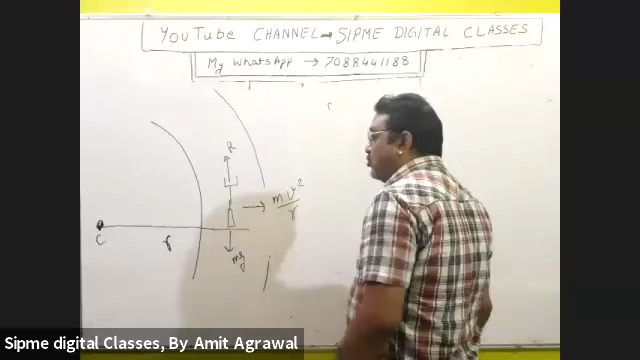 YouTube CHANNEL → SIPME DIGITAL CLASSES
My WhatsApp → 7088441188
R
mv²
r
C
r
mg
Sipme digital Classes, By Amit Agrawal